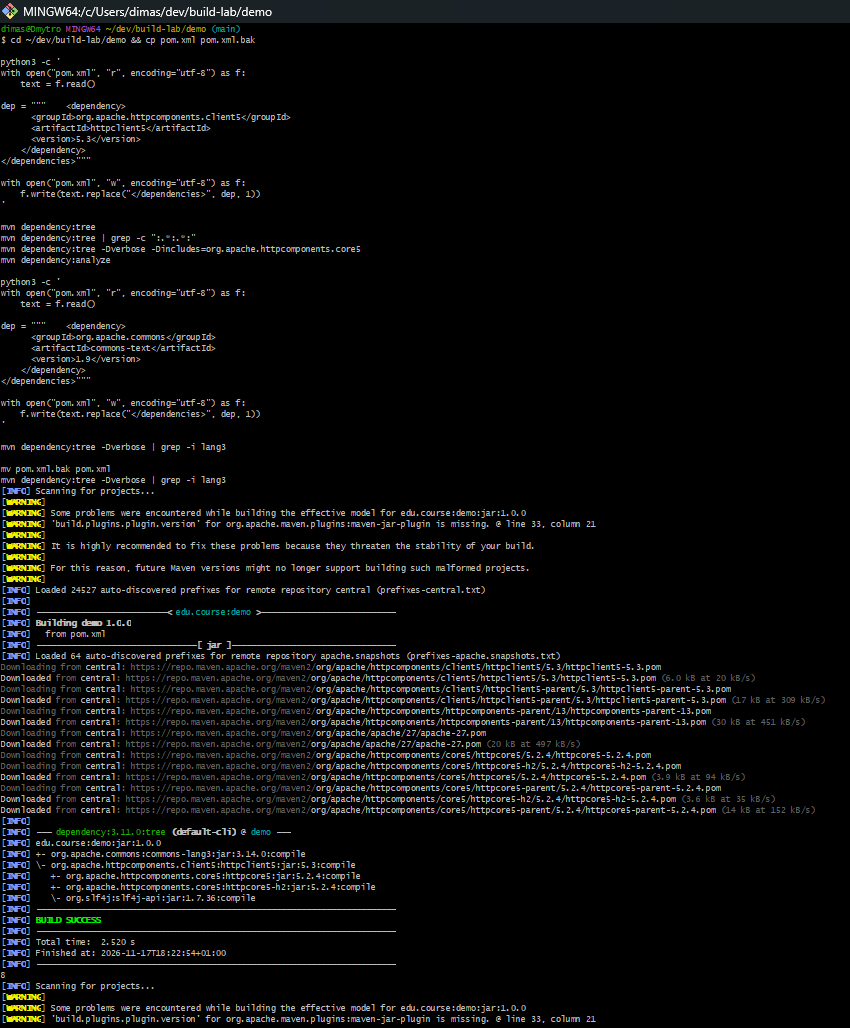 MINGW64:/c/Users/dimas/dev/build-lab/demo
dimas@Dmytro MINGW64 ~/dev/build-lab/demo (main)
$ cd ~/dev/build-lab/demo && cp pom.xml pom.xml.bak

python3 -c '
with open("pom.xml", "r", encoding="utf-8") as f:
    text = f.read()

dep = """    <dependency>
      <groupId>org.apache.httpcomponents.client5</groupId>
      <artifactId>httpclient5</artifactId>
      <version>5.3</version>
    </dependency>
</dependencies>"""

with open("pom.xml", "w", encoding="utf-8") as f:
    f.write(text.replace("</dependencies>", dep, 1))
'

mvn dependency:tree
mvn dependency:tree | grep -c ":.*:.*:"
mvn dependency:tree -Dverbose -Dincludes=org.apache.httpcomponents.core5
mvn dependency:analyze

python3 -c '
with open("pom.xml", "r", encoding="utf-8") as f:
    text = f.read()

dep = """    <dependency>
      <groupId>org.apache.commons</groupId>
      <artifactId>commons-text</artifactId>
      <version>1.9</version>
    </dependency>
</dependencies>"""

with open("pom.xml", "w", encoding="utf-8") as f:
    f.write(text.replace("</dependencies>", dep, 1))
'

mvn dependency:tree -Dverbose | grep -i lang3

mv pom.xml.bak pom.xml
mvn dependency:tree -Dverbose | grep -i lang3
[INFO] Scanning for projects...
[WARNING]
[WARNING] Some problems were encountered while building the effective model for edu.course:demo:jar:1.0.0
[WARNING] 'build.plugins.plugin.version' for org.apache.maven.plugins:maven-jar-plugin is missing. @ line 33, column 21
[WARNING]
[WARNING] It is highly recommended to fix these problems because they threaten the stability of your build.
[WARNING]
[WARNING] For this reason, future Maven versions might no longer support building such malformed projects.
[WARNING]
[INFO] Loaded 24527 auto-discovered prefixes for remote repository central (prefixes-central.txt)
[INFO]
[INFO] ---------------------------< edu.course:demo >---------------------------
[INFO] Building demo 1.0.0
[INFO]   from pom.xml
[INFO] --------------------------------[ jar ]---------------------------------
[INFO] Loaded 64 auto-discovered prefixes for remote repository apache.snapshots (prefixes-apache.snapshots.txt)
Downloading from central: https://repo.maven.apache.org/maven2/org/apache/httpcomponents/client5/httpclient5/5.3/httpclient5-5.3.pom
Downloaded from central: https://repo.maven.apache.org/maven2/org/apache/httpcomponents/client5/httpclient5/5.3/httpclient5-5.3.pom (6.0 kB at 20 kB/s)
Downloading from central: https://repo.maven.apache.org/maven2/org/apache/httpcomponents/client5/httpclient5-parent/5.3/httpclient5-parent-5.3.pom
Downloaded from central: https://repo.maven.apache.org/maven2/org/apache/httpcomponents/client5/httpclient5-parent/5.3/httpclient5-parent-5.3.pom (17 kB at 309 kB/s)
Downloading from central: https://repo.maven.apache.org/maven2/org/apache/httpcomponents/httpcomponents-parent/13/httpcomponents-parent-13.pom
Downloaded from central: https://repo.maven.apache.org/maven2/org/apache/httpcomponents/httpcomponents-parent/13/httpcomponents-parent-13.pom (30 kB at 451 kB/s)
Downloading from central: https://repo.maven.apache.org/maven2/org/apache/apache/27/apache-27.pom
Downloaded from central: https://repo.maven.apache.org/maven2/org/apache/apache/27/apache-27.pom (20 kB at 497 kB/s)
Downloading from central: https://repo.maven.apache.org/maven2/org/apache/httpcomponents/core5/httpcore5/5.2.4/httpcore5-5.2.4.pom
Downloading from central: https://repo.maven.apache.org/maven2/org/apache/httpcomponents/core5/httpcore5-h2/5.2.4/httpcore5-h2-5.2.4.pom
Downloaded from central: https://repo.maven.apache.org/maven2/org/apache/httpcomponents/core5/httpcore5/5.2.4/httpcore5-5.2.4.pom (3.9 kB at 94 kB/s)
Downloading from central: https://repo.maven.apache.org/maven2/org/apache/httpcomponents/core5/httpcore5-parent/5.2.4/httpcore5-parent-5.2.4.pom
Downloaded from central: https://repo.maven.apache.org/maven2/org/apache/httpcomponents/core5/httpcore5-h2/5.2.4/httpcore5-h2-5.2.4.pom (3.6 kB at 35 kB/s)
Downloaded from central: https://repo.maven.apache.org/maven2/org/apache/httpcomponents/core5/httpcore5-parent/5.2.4/httpcore5-parent-5.2.4.pom (14 kB at 152 kB/s)
[INFO]
[INFO] --- dependency:3.11.0:tree (default-cli) @ demo ---
[INFO] edu.course:demo:jar:1.0.0
[INFO] +- org.apache.commons:commons-lang3:jar:3.14.0:compile
[INFO] \- org.apache.httpcomponents.client5:httpclient5:jar:5.3:compile
[INFO]    +- org.apache.httpcomponents.core5:httpcore5:jar:5.2.4:compile
[INFO]    +- org.apache.httpcomponents.core5:httpcore5-h2:jar:5.2.4:compile
[INFO]    \- org.slf4j:slf4j-api:jar:1.7.36:compile
[INFO] ------------------------------------------------------------------------
[INFO] BUILD SUCCESS
[INFO] ------------------------------------------------------------------------
[INFO] Total time:  2.520 s
[INFO] Finished at: 2026-11-17T18:22:54+01:00
[INFO] ------------------------------------------------------------------------
8
[INFO] Scanning for projects...
[WARNING]
[WARNING] Some problems were encountered while building the effective model for edu.course:demo:jar:1.0.0
[WARNING] 'build.plugins.plugin.version' for org.apache.maven.plugins:maven-jar-plugin is missing. @ line 33, column 21